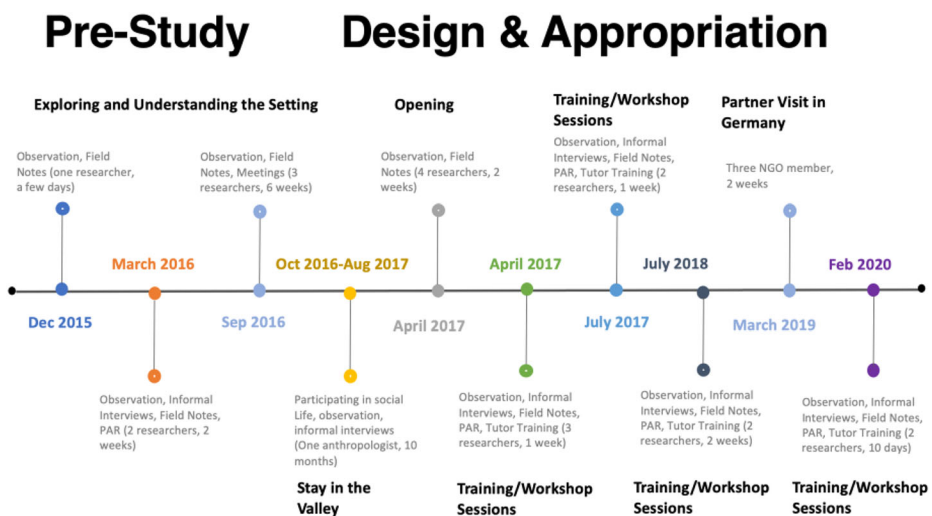 Pre-Study
Design & Appropriation
Exploring and Understanding the Setting
Opening
Training/Workshop
Sessions
Partner Visit in
Germany
Observation, Field
Notes (one researcher,
a few days)
Observation, Field
Notes, Meetings (3
researchers, 6 weeks)
Observation, Field
Notes (4 researchers, 2
weeks)
Observation, Informal
Interviews, Field Notes,
PAR, Tutor Training (2
researchers, 1 week)
Three NGO member,
2 weeks
March 2016
Oct 2016-Aug 2017
April 2017
July 2018
Feb 2020
Dec 2015
Sep 2016
April 2017
July 2017
March 2019
Observation, Informal
Interviews, Field Notes,
PAR (2 researchers, 2
weeks)
Participating in social
Life, observation,
informal interviews
(One anthropologist, 10
months)
Observation, Informal
Interviews, Field Notes,
PAR, Tutor Training (3
researchers, 1 week)
Observation, Informal
Interviews, Field Notes,
PAR, Tutor Training (2
researchers, 2 weeks)
Observation, Informal
Interviews, Field Notes,
PAR, Tutor Training (2
researchers, 10 days)
Stay in the
Valley
Training/Workshop
Sessions
Training/Workshop
Sessions
Training/Workshop
Sessions